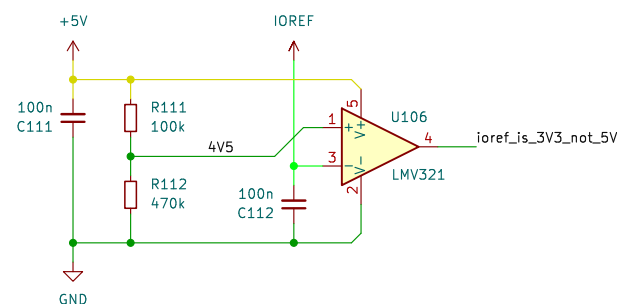 +5V
IOREF
100n
C111
R111
100k
4V5
R112
470k
100n
C112
1
3
5
2
4
+
-
V+
V-
U106
LMV321
ioref_is_3V3_not_5V
GND